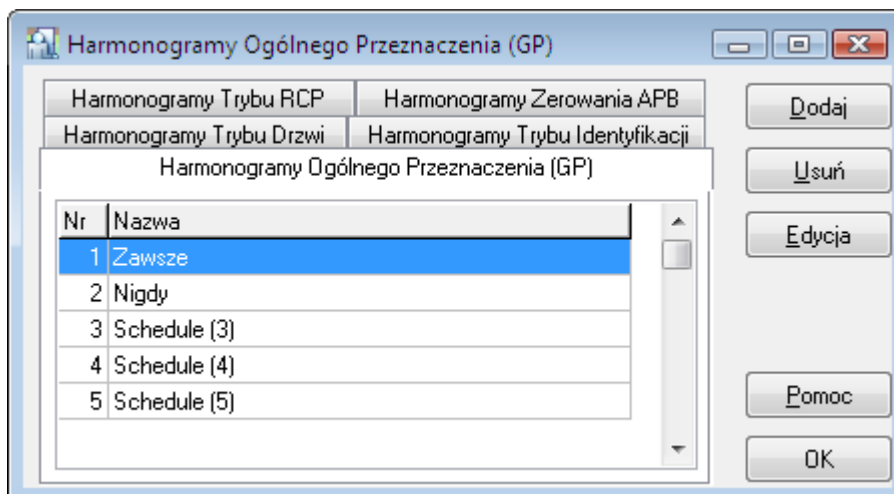 Harmonogramy Ogólnego Przeznaczenia (GP)
Harmonogramy Trybu RCP
Harmonogramy Zerowania APB
Harmonogramy Trybu Drzwi
Harmonogramy Trybu Identyfikacji
Harmonogramy Ogólnego Przeznaczenia (GP)
Nr Nazwa
1 Zawsze
2 Nigdy
3 Schedule (3)
4 Schedule (4)
5 Schedule (5)
Dodaj
Usuń
Edycja
Pomoc
OK